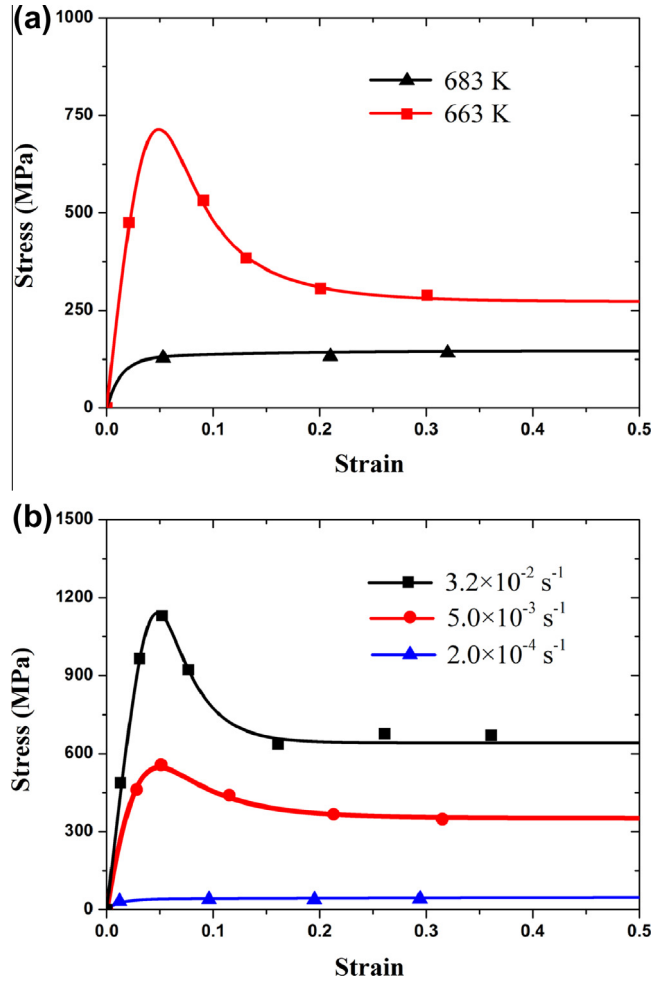 (a)
1000
750
500
250
0
0.0 0.1 0.2 0.3 0.4 0.5
Stress (MPa)
Strain
683 K
663 K
(b)
1500
1200
900
600
300
0
0.0 0.1 0.2 0.3 0.4 0.5
Stress (MPa)
Strain
3.2×10⁻² s⁻¹
5.0×10⁻³ s⁻¹
2.0×10⁻⁴ s⁻¹